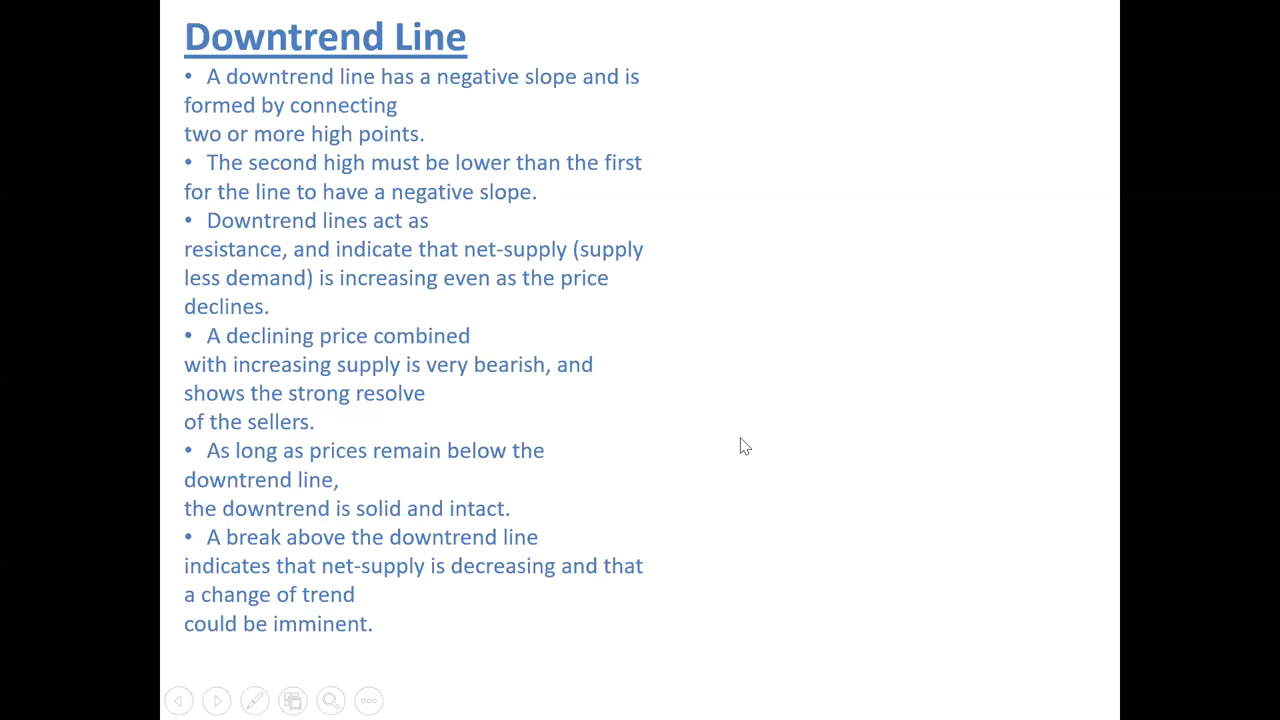 Downtrend Line
• A downtrend line has a negative slope and is
formed by connecting
two or more high points.
• The second high must be lower than the first
for the line to have a negative slope.
• Downtrend lines act as
resistance, and indicate that net-supply (supply
less demand) is increasing even as the price
declines.
• A declining price combined
with increasing supply is very bearish, and
shows the strong resolve
of the sellers.
• As long as prices remain below the
downtrend line,
the downtrend is solid and intact.
• A break above the downtrend line
indicates that net-supply is decreasing and that
a change of trend
could be imminent.